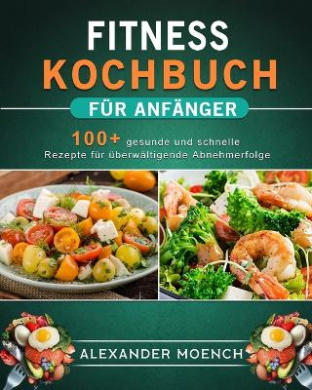 FITNESS
KOCHBUCH
FÜR ANFÄNGER
100+ gesunde und schnelle
Rezepte für überwältigende Abnehmerfolge
ALEXANDER MOENCH